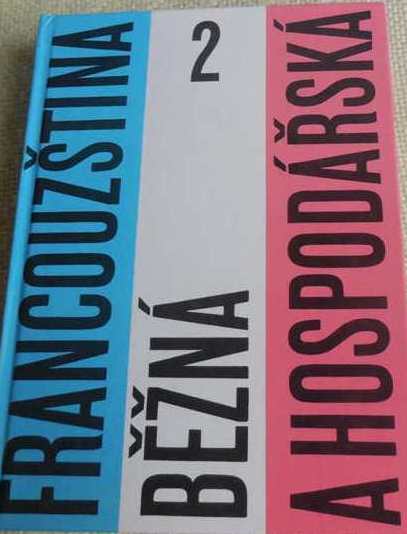 FRANCOUZŠTINA
BĚŽNÁ
2
A HOSPODÁŘSKÁ